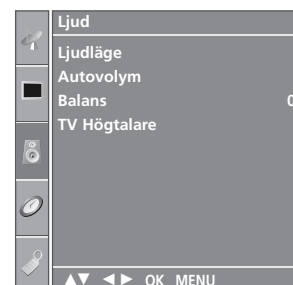 Ljud
Ljudläge
Autovolym
Balans 0
TV Högtalare
▲▼ ◄► OK MENU